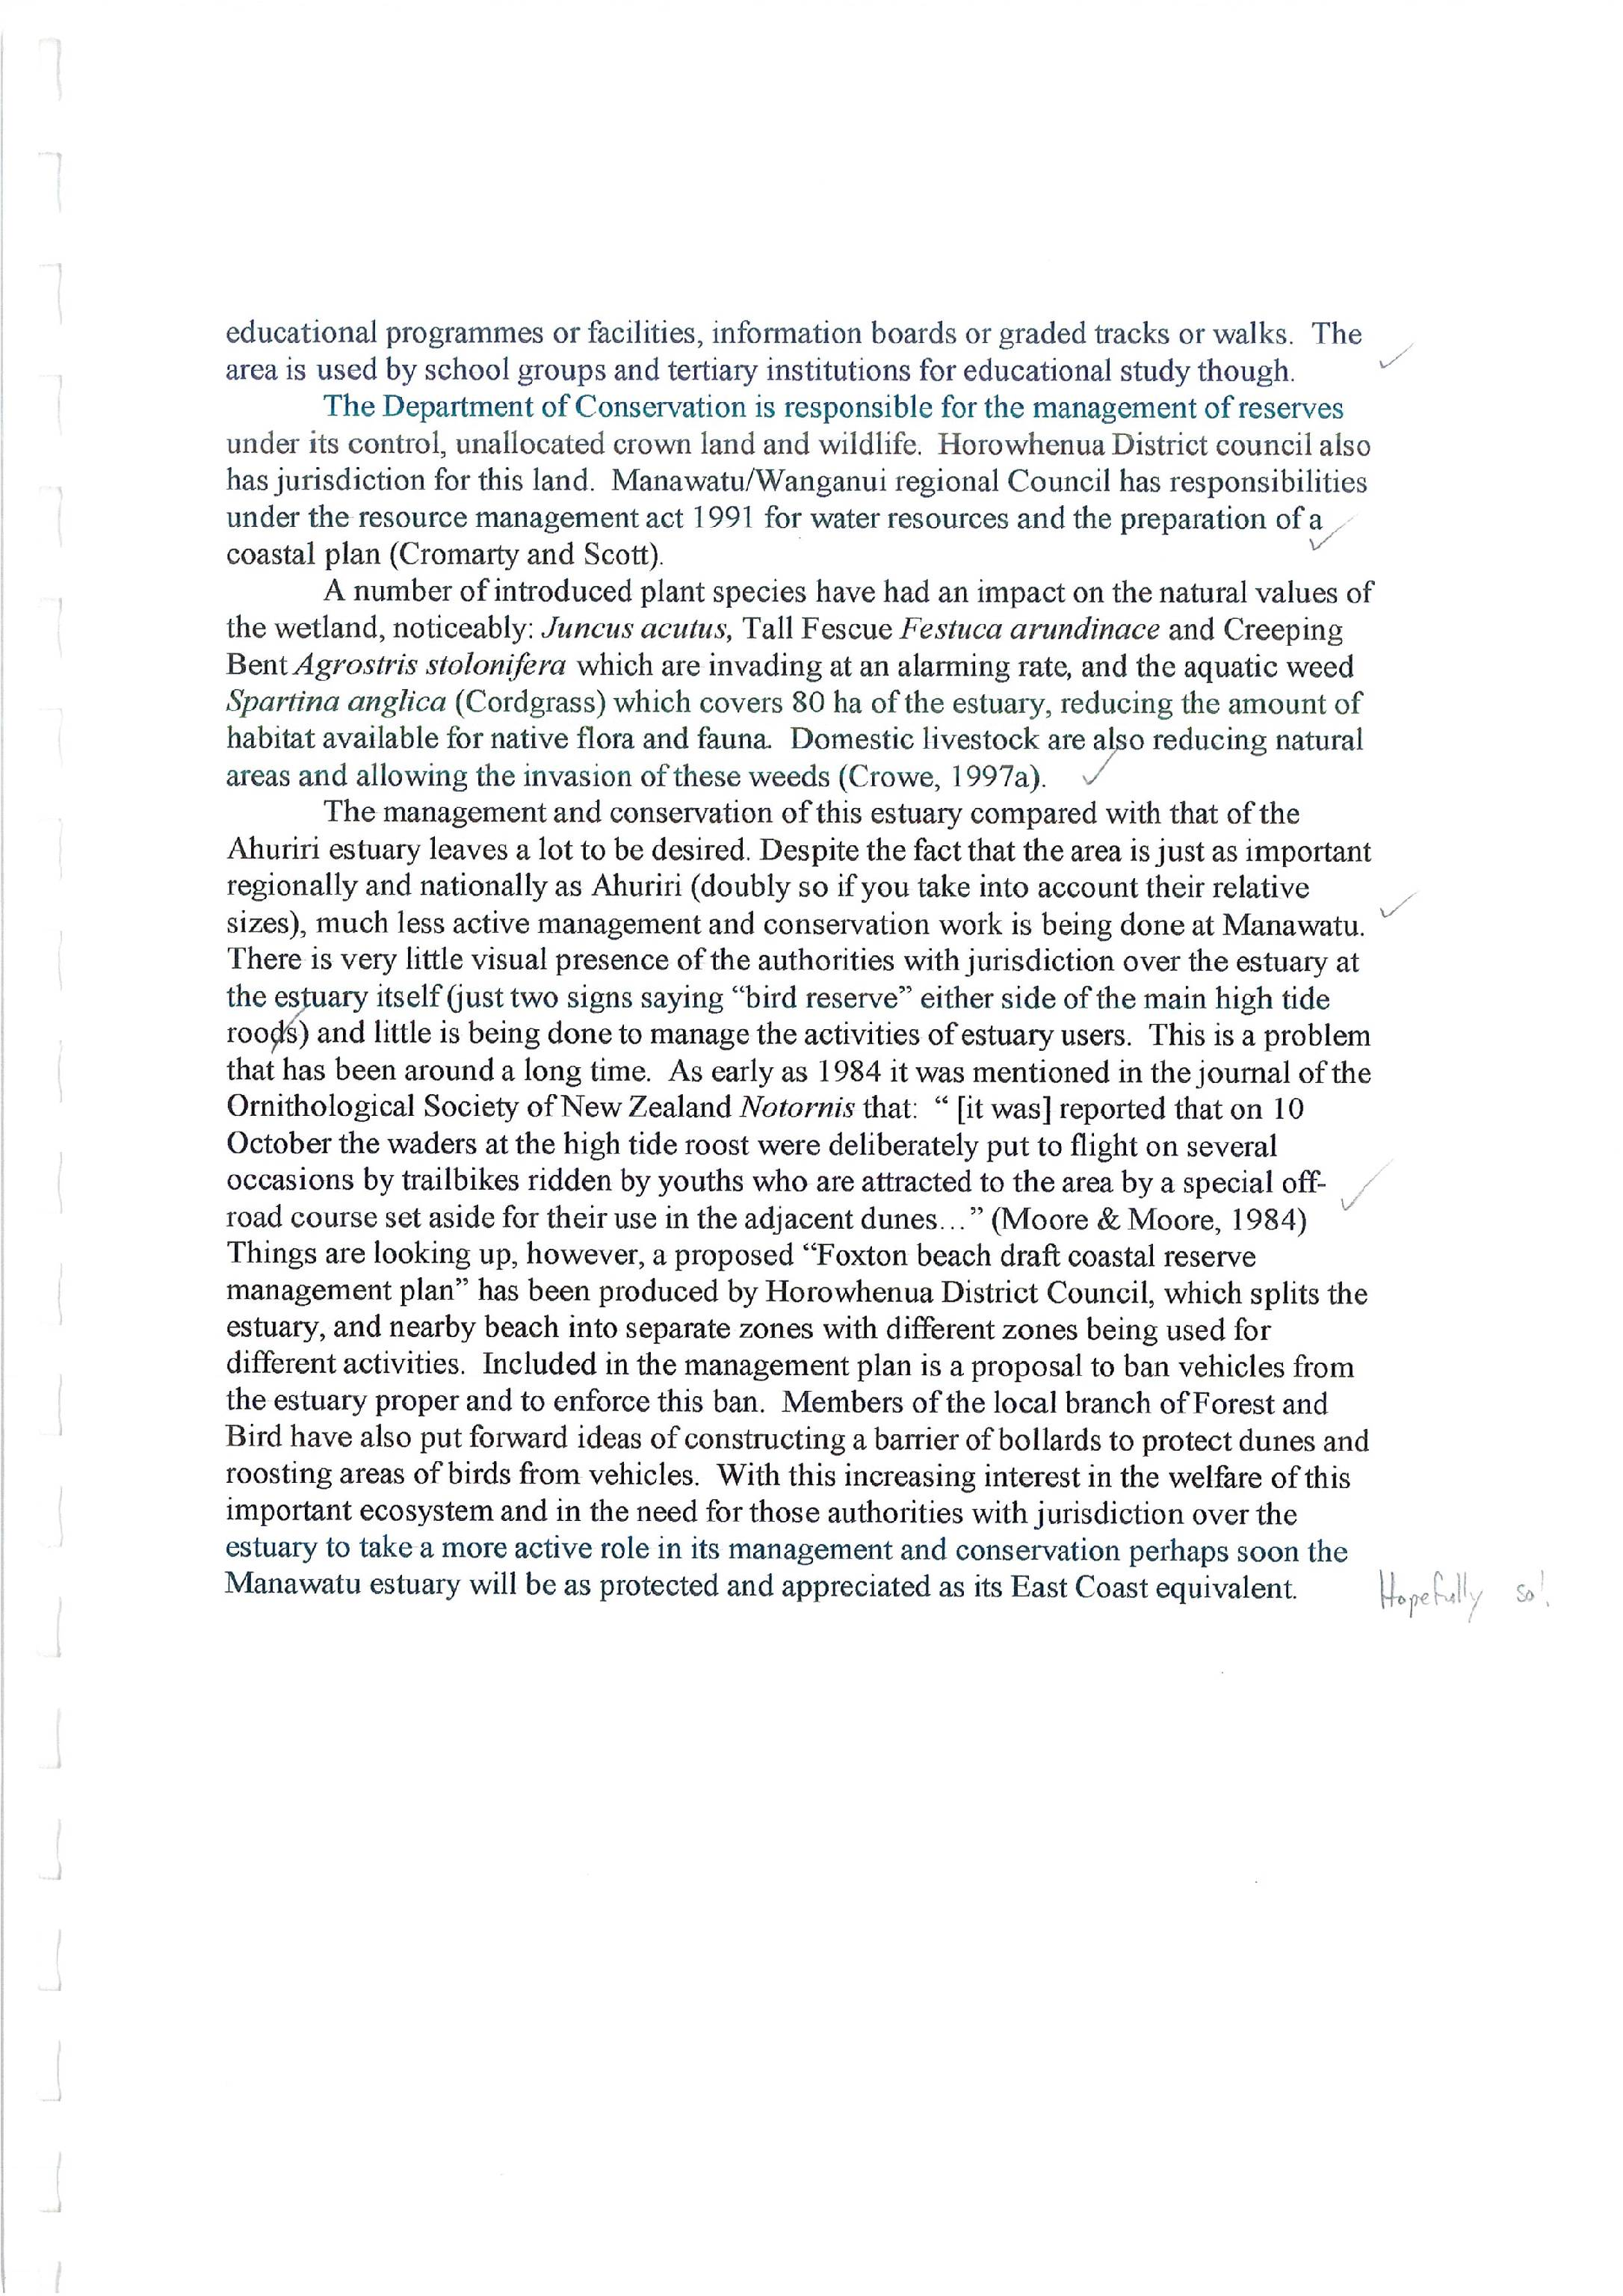 educational programmes or facilities, information boards or graded tracks or walks.  The
area is used by school groups and tertiary institutions for educational study though.
The Department of Conservation is responsible for the management of reserves
under its control, unallocated crown land and wildlife.  Horowhenua District council also
has jurisdiction for this land.  Manawatu/Wanganui regional Council has responsibilities
under the resource management act 1991 for water resources and the preparation of a
coastal plan (Cromarty and Scott).
A number of introduced plant species have had an impact on the natural values of
the wetland, noticeably: Juncus acutus, Tall Fescue Festuca arundinace and Creeping
Bent Agrostris stolonifera which are invading at an alarming rate, and the aquatic weed
Spartina anglica (Cordgrass) which covers 80 ha of the estuary, reducing the amount of
habitat available for native flora and fauna.  Domestic livestock are also reducing natural
areas and allowing the invasion of these weeds (Crowe, 1997a).
The management and conservation of this estuary compared with that of the
Ahuriri estuary leaves a lot to be desired. Despite the fact that the area is just as important
regionally and nationally as Ahuriri (doubly so if you take into account their relative
sizes), much less active management and conservation work is being done at Manawatu.
There is very little visual presence of the authorities with jurisdiction over the estuary at
the estuary itself (just two signs saying “bird reserve” either side of the main high tide
roods) and little is being done to manage the activities of estuary users.  This is a problem
that has been around a long time.  As early as 1984 it was mentioned in the journal of the
Ornithological Society of New Zealand Notornis that:  “ [it was] reported that on 10
October the waders at the high tide roost were deliberately put to flight on several
occasions by trailbikes ridden by youths who are attracted to the area by a special off-
road course set aside for their use in the adjacent dunes…” (Moore & Moore, 1984)
Things are looking up, however, a proposed “Foxton beach draft coastal reserve
management plan” has been produced by Horowhenua District Council, which splits the
estuary, and nearby beach into separate zones with different zones being used for
different activities.  Included in the management plan is a proposal to ban vehicles from
the estuary proper and to enforce this ban.  Members of the local branch of Forest and
Bird have also put forward ideas of constructing a barrier of bollards to protect dunes and
roosting areas of birds from vehicles.  With this increasing interest in the welfare of this
important ecosystem and in the need for those authorities with jurisdiction over the
estuary to take a more active role in its management and conservation perhaps soon the
Manawatu estuary will be as protected and appreciated as its East Coast equivalent.
Hopefully so!